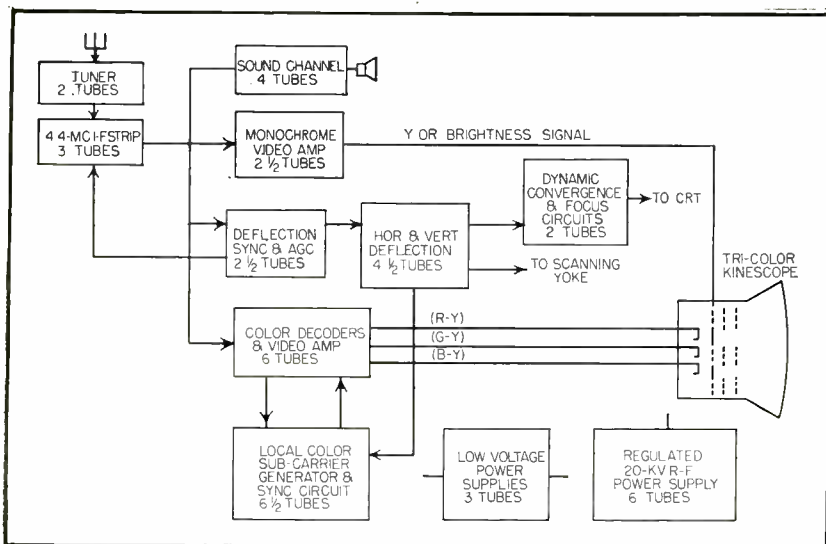 TUNER
2 TUBES
44-MC I-F STRIP
3 TUBES
SOUND CHANNEL
4 TUBES
MONOCHROME
VIDEO AMP
2 ½ TUBES
Y OR BRIGHTNESS SIGNAL
DEFLECTION
SYNC & AGC
2 ½ TUBES
HOR & VERT
DEFLECTION
4 ½ TUBES
DYNAMIC
CONVERGENCE
& FOCUS
CIRCUITS
2 TUBES
TO CRT
TO SCANNING
YOKE
TRI-COLOR
KINESCOPE
COLOR DECODERS
& VIDEO AMP
6 TUBES
(R-Y)
(G-Y)
(B-Y)
LOCAL COLOR
SUB-CARRIER
GENERATOR &
SYNC CIRCUIT
6 ½ TUBES
LOW VOLTAGE
POWER
SUPPLIES
3 TUBES
REGULATED
20-KV R-F
POWER SUPPLY
6 TUBES